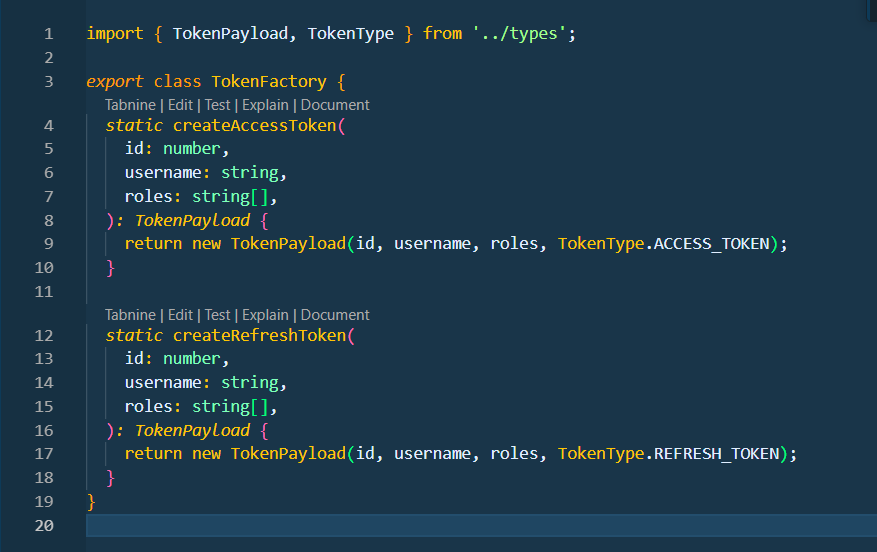 1 import { TokenPayload, TokenType } from '../types';
2
3 export class TokenFactory {
Tabnine | Edit | Test | Explain | Document
4 static createAccessToken(
5 id: number,
6 username: string,
7 roles: string[],
8 ): TokenPayload {
9 return new TokenPayload(id, username, roles, TokenType.ACCESS_TOKEN);
10 }
11
Tabnine | Edit | Test | Explain | Document
12 static createRefreshToken(
13 id: number,
14 username: string,
15 roles: string[],
16 ): TokenPayload {
17 return new TokenPayload(id, username, roles, TokenType.REFRESH_TOKEN);
18 }
19 }
20